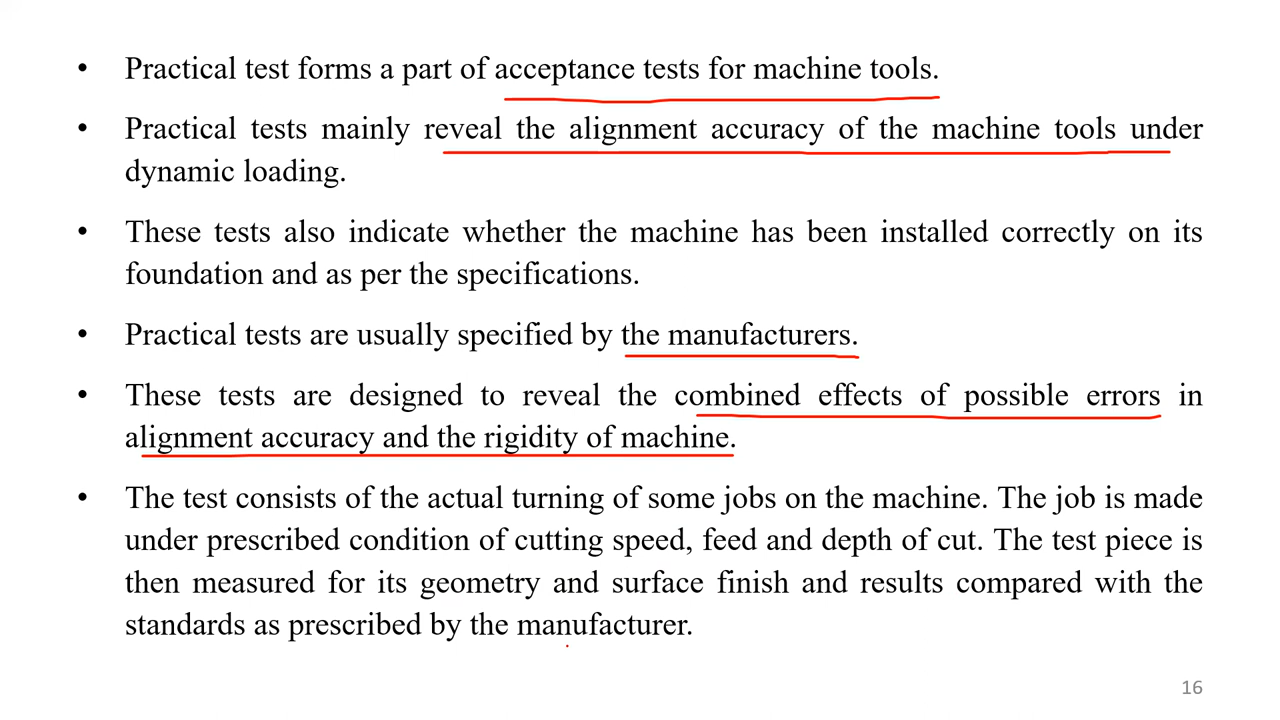 • Practical test forms a part of acceptance tests for machine tools.
• Practical tests mainly reveal the alignment accuracy of the machine tools under
dynamic loading.
• These tests also indicate whether the machine has been installed correctly on its
foundation and as per the specifications.
• Practical tests are usually specified by the manufacturers.
• These tests are designed to reveal the combined effects of possible errors in
alignment accuracy and the rigidity of machine.
• The test consists of the actual turning of some jobs on the machine. The job is made
under prescribed condition of cutting speed, feed and depth of cut. The test piece is
then measured for its geometry and surface finish and results compared with the
standards as prescribed by the manufacturer.
16